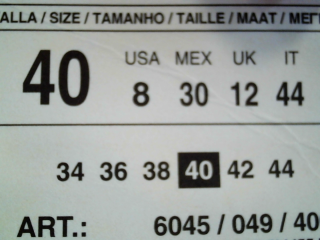 ALLA / SIZE / TAMANHO / TAILLE / MAAT /
40
USA MEX UK IT
8 30 12 44
34 36 38 40 42 44
ART.: 6045 / 049 / 40